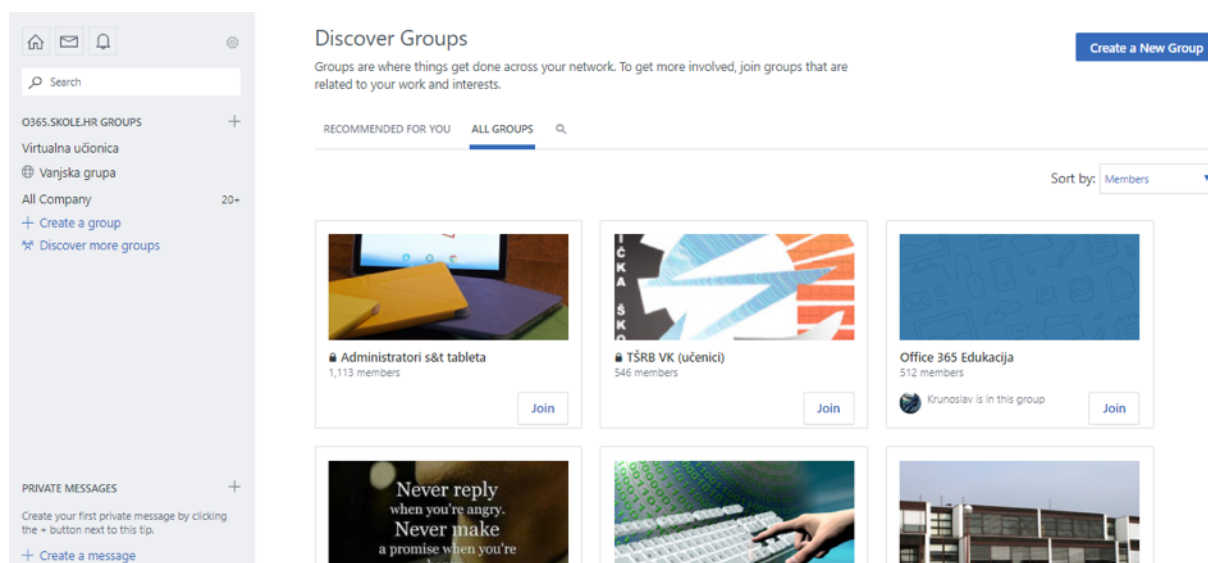 Search
O365.SKOLE.HR GROUPS
Virtualna učionica
Vanjska grupa
All Company 20+
Create a group
Discover more groups
PRIVATE MESSAGES
Create your first private message by clicking
the + button next to this tip.
Create a message
Discover Groups
Create a New Group
Groups are where things get done across your network. To get more involved, join groups that are
related to your work and interests.
RECOMMENDED FOR YOU ALL GROUPS
Sort by: Members
IČKA ŠKO
Administratori s&t tableta
1,113 members
Join
TŠRB VK (učenici)
546 members
Join
Office 365 Edukacija
512 members
Krunoslav is in this group
Join
Never reply
when you're angry.
Never make
a promise when you're